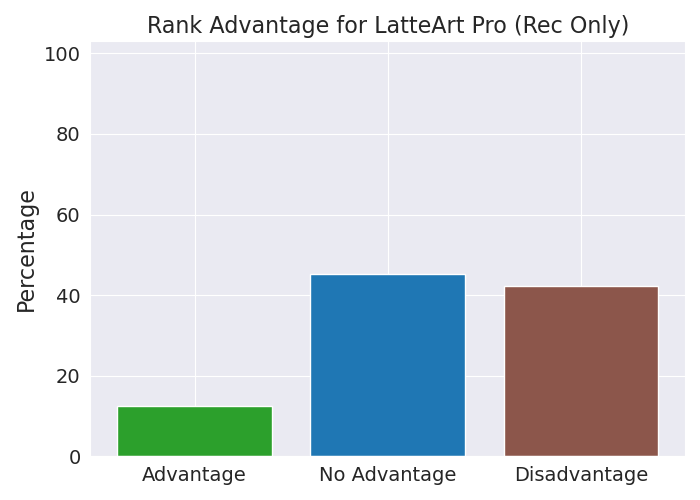 Rank Advantage for LatteArt Pro (Rec Only)
100
80
60
40
20
0
Percentage
Advantage
No Advantage
Disadvantage